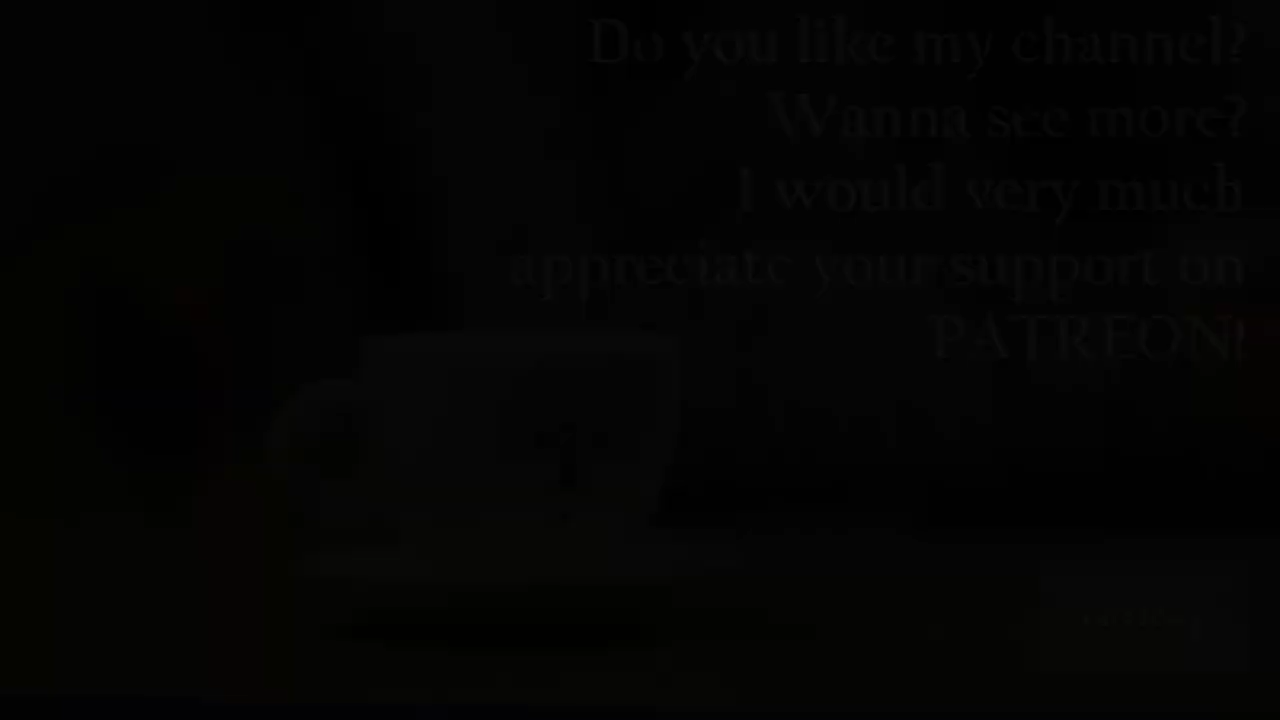 Do you like my channel?
Wanna see more?
I would very much
appreciate your support on
PATREON!